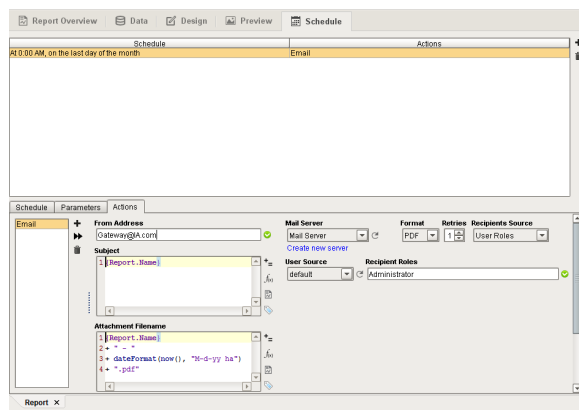 Report Overview Data Design Preview Schedule
Schedule Actions
At 0:00 AM, on the last day of the month Email
Schedule Parameters Actions
Email
From Address
Gateway@IA.com
Subject
1 {Report.Name}
Attachment Filename
1 {Report.Name}
2 + " - "
3 + dateFormat(now(), "M-d-yy ha")
4 + ".pdf"
Mail Server Format Retries Recipients Source
Mail Server PDF 1 User Roles
Create new server
User Source Recipient Roles
default Administrator
Report ×